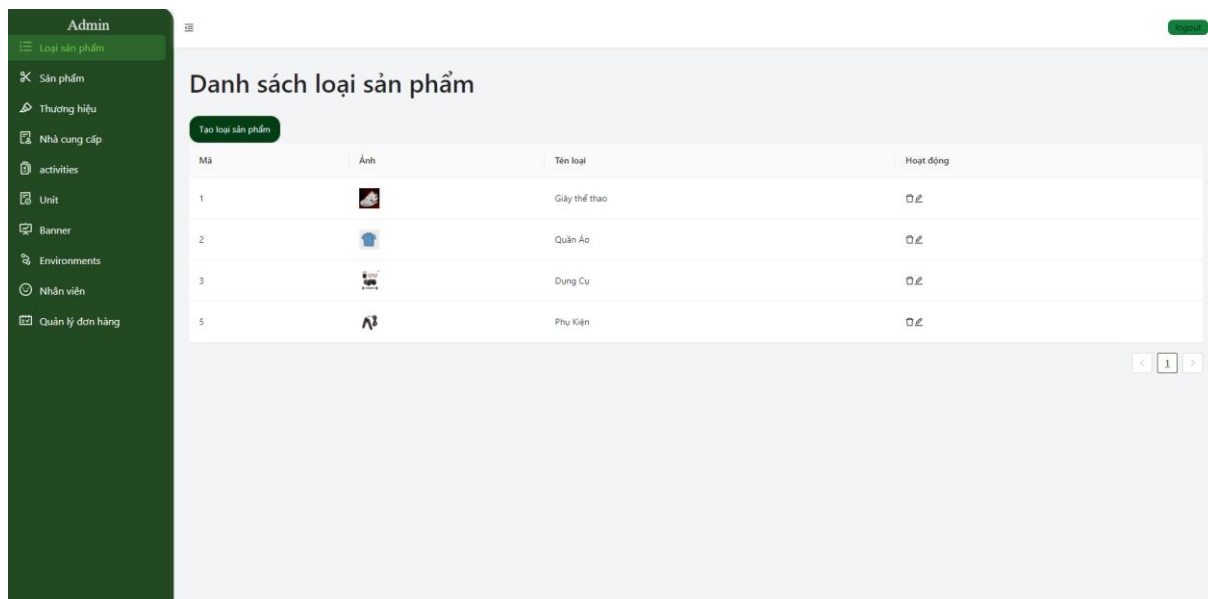 Admin
Loại sản phẩm
Sản phẩm
Thương hiệu
Nhà cung cấp
activities
Unit
Banner
Environments
Nhân viên
Quản lý đơn hàng
logout
Danh sách loại sản phẩm
Tạo loại sản phẩm
Mã Ảnh Tên loại Hoạt động
1 Giày thể thao
2 Quần Áo
3 Dụng Cụ
5 Phụ Kiện
< 1 >